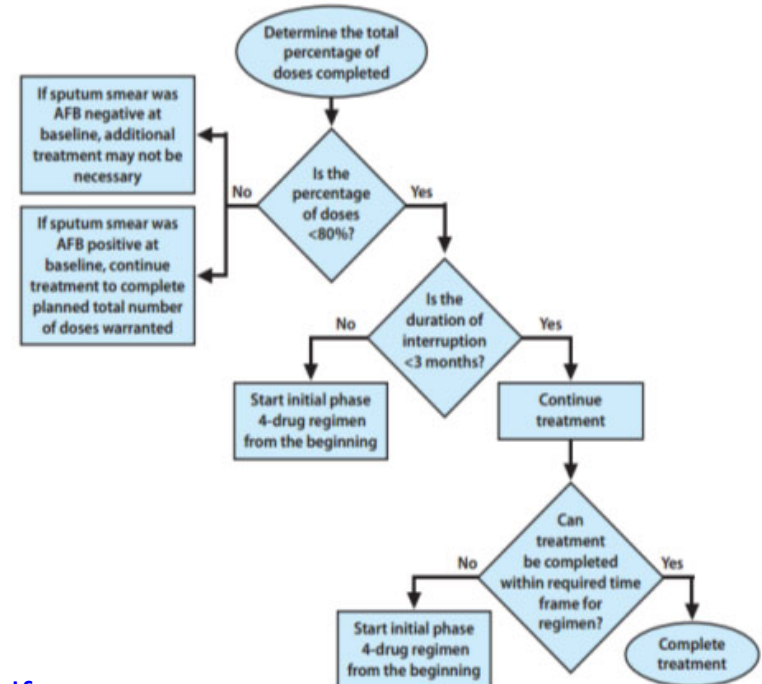 Determine the total
percentage of
doses completed
If sputum smear was
AFB negative at
baseline, additional
treatment may not be
necessary
No
Is the
percentage
of doses
<80%?
Yes
If sputum smear was
AFB positive at
baseline, continue
treatment to complete
planned total number
of doses warranted
No
Is the
duration of
interruption
<3 months?
Yes
Start initial phase
4-drug regimen
from the beginning
Continue
treatment
No
Can
treatment
be completed
within required time
frame for
regimen?
Yes
Start initial phase
4-drug regimen
from the beginning
Complete
treatment